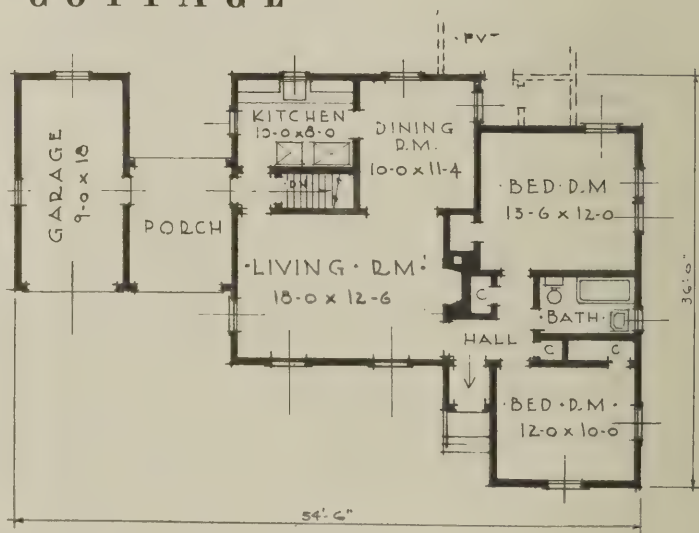 COTTAGE
KITCHEN
10-0 x 8-0
DINING
RM.
10-0 x 11-4
GARAGE
9-0 x 18
PORCH
DN
BED·RM
13-6 x 12-0
·LIVING·RM·
18-0 x 12-6
C
·BATH·
HALL
C
C
·BED·RM·
12-0 x 10-0
36'-0"
54'-6"